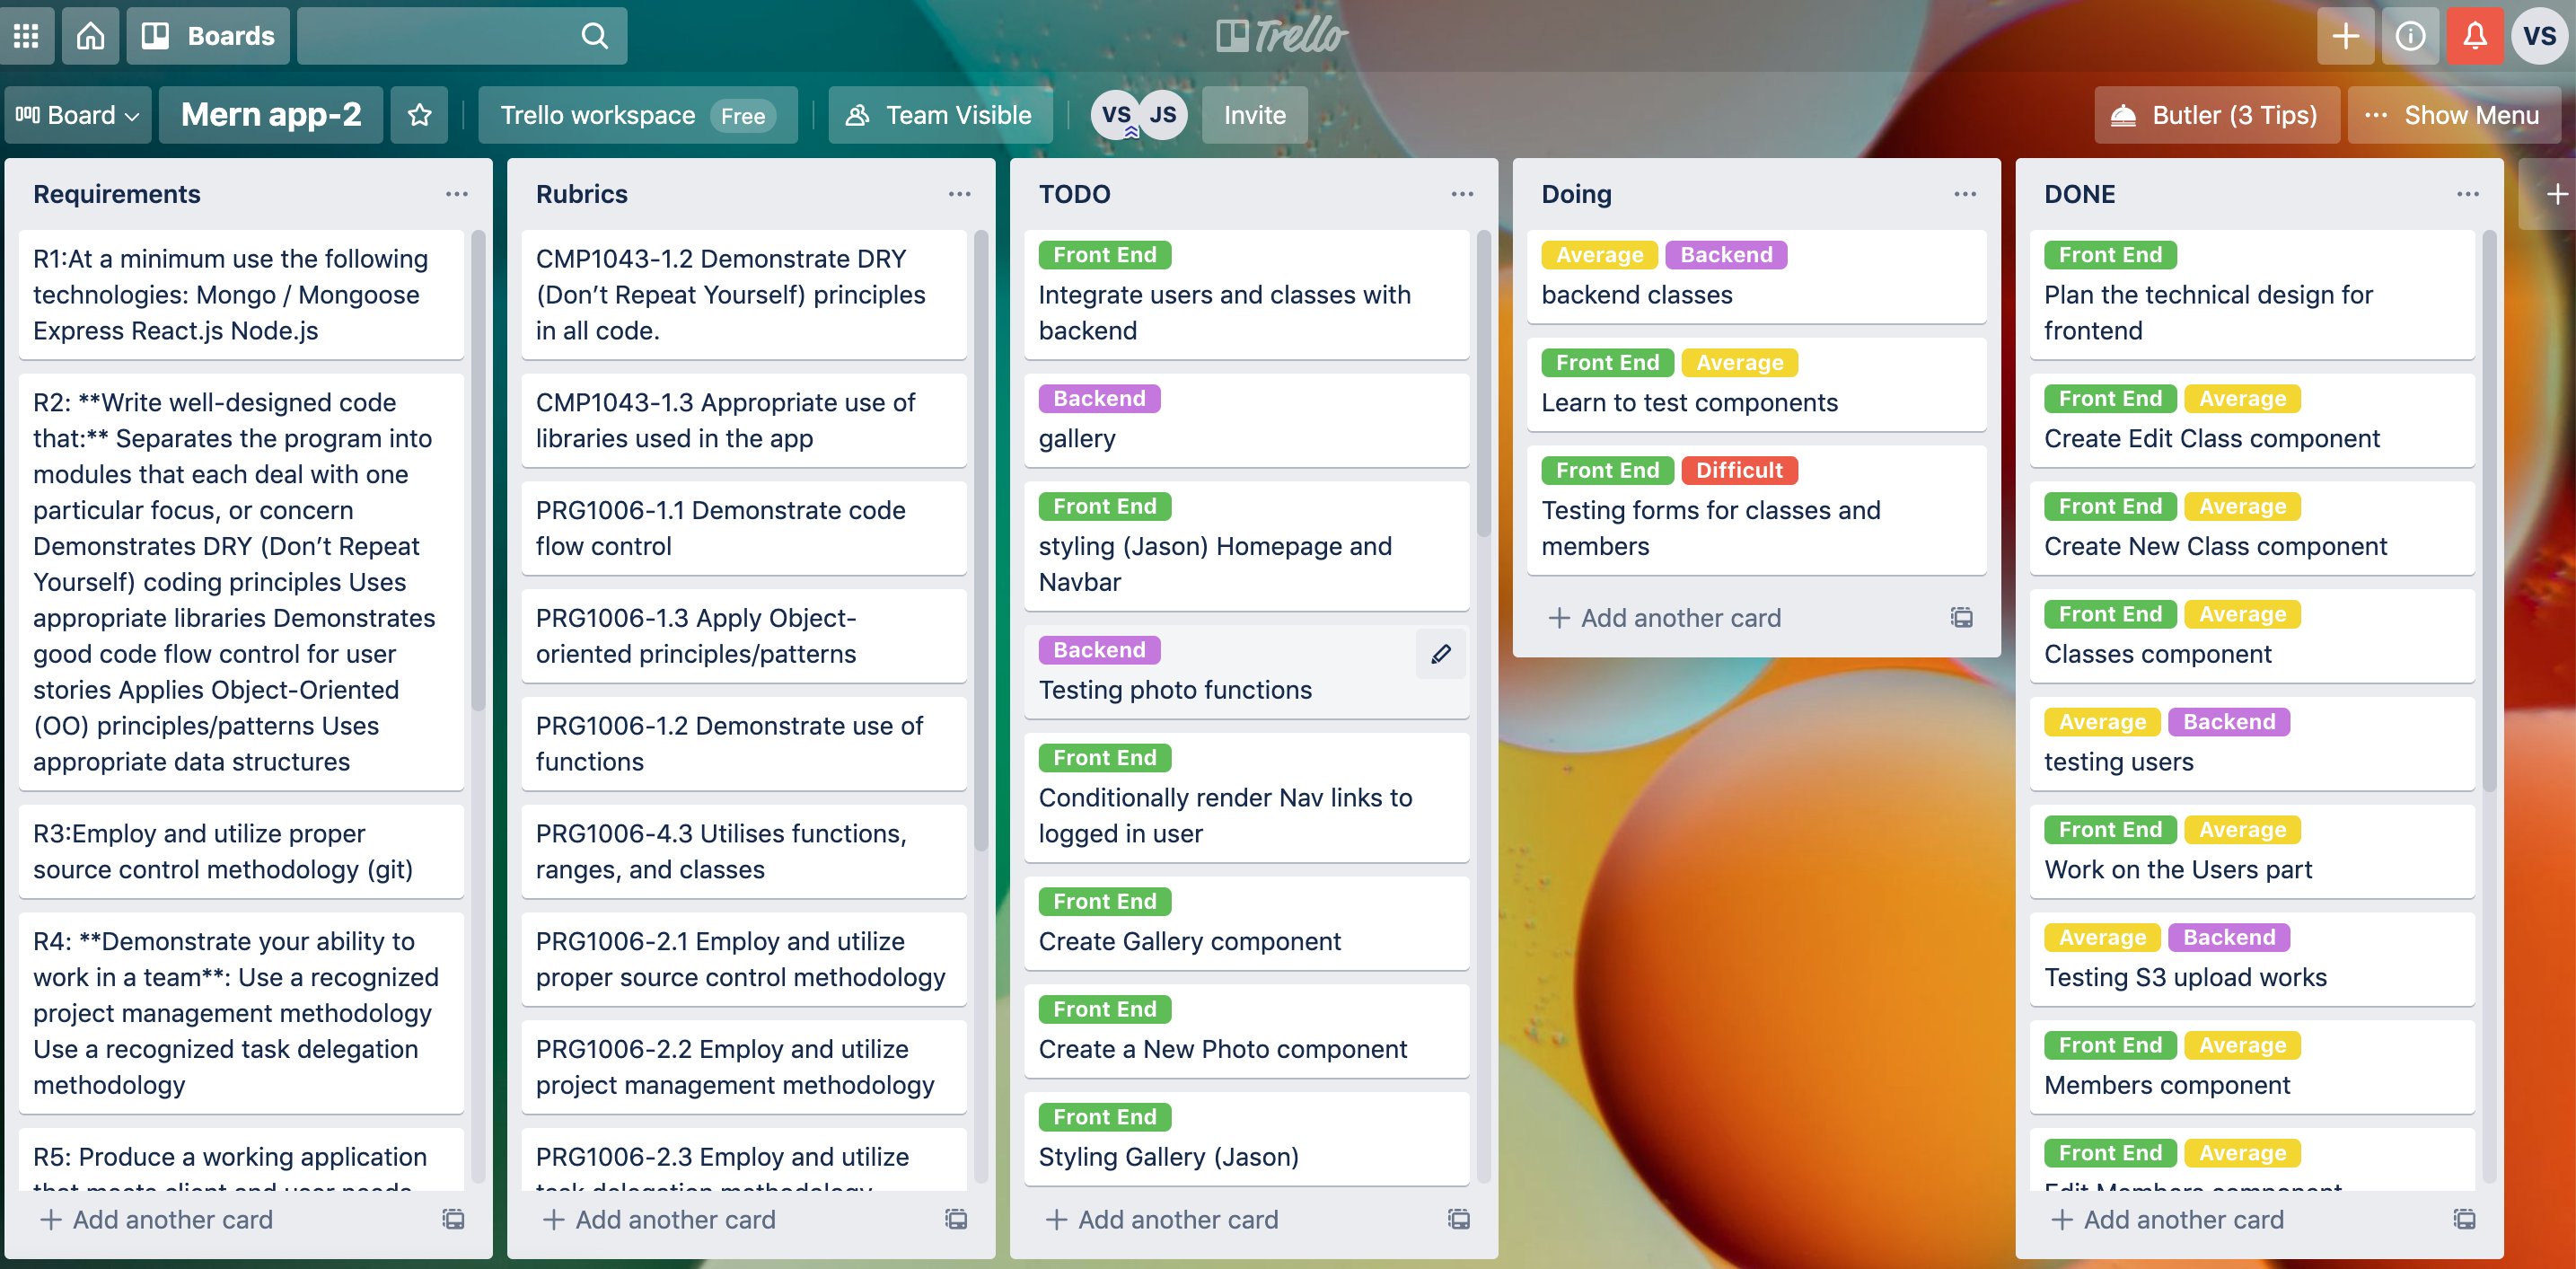 Boards
Trello
VS
Board
Mern app-2
Trello workspace Free
Team Visible
VS JS
Invite
Butler (3 Tips)
... Show Menu
Requirements
R1:At a minimum use the following
technologies: Mongo / Mongoose
Express React.js Node.js
R2: **Write well-designed code
that:** Separates the program into
modules that each deal with one
particular focus, or concern
Demonstrates DRY (Don’t Repeat
Yourself) coding principles Uses
appropriate libraries Demonstrates
good code flow control for user
stories Applies Object-Oriented
(OO) principles/patterns Uses
appropriate data structures
R3:Employ and utilize proper
source control methodology (git)
R4: **Demonstrate your ability to
work in a team**: Use a recognized
project management methodology
Use a recognized task delegation
methodology
R5: Produce a working application
that meets client and user needs
Add another card
Rubrics
CMP1043-1.2 Demonstrate DRY
(Don’t Repeat Yourself) principles
in all code.
CMP1043-1.3 Appropriate use of
libraries used in the app
PRG1006-1.1 Demonstrate code
flow control
PRG1006-1.3 Apply Object-
oriented principles/patterns
PRG1006-1.2 Demonstrate use of
functions
PRG1006-4.3 Utilises functions,
ranges, and classes
PRG1006-2.1 Employ and utilize
proper source control methodology
PRG1006-2.2 Employ and utilize
project management methodology
PRG1006-2.3 Employ and utilize
task delegation methodology
Add another card
TODO
Front End
Integrate users and classes with
backend
Backend
gallery
Front End
styling (Jason) Homepage and
Navbar
Backend
Testing photo functions
Front End
Conditionally render Nav links to
logged in user
Front End
Create Gallery component
Front End
Create a New Photo component
Front End
Styling Gallery (Jason)
Add another card
Doing
Average Backend
backend classes
Front End Average
Learn to test components
Front End Difficult
Testing forms for classes and
members
Add another card
DONE
Front End
Plan the technical design for
frontend
Front End Average
Create Edit Class component
Front End Average
Create New Class component
Front End Average
Classes component
Average Backend
testing users
Front End Average
Work on the Users part
Average Backend
Testing S3 upload works
Front End Average
Members component
Front End Average
Edit Members component
Add another card